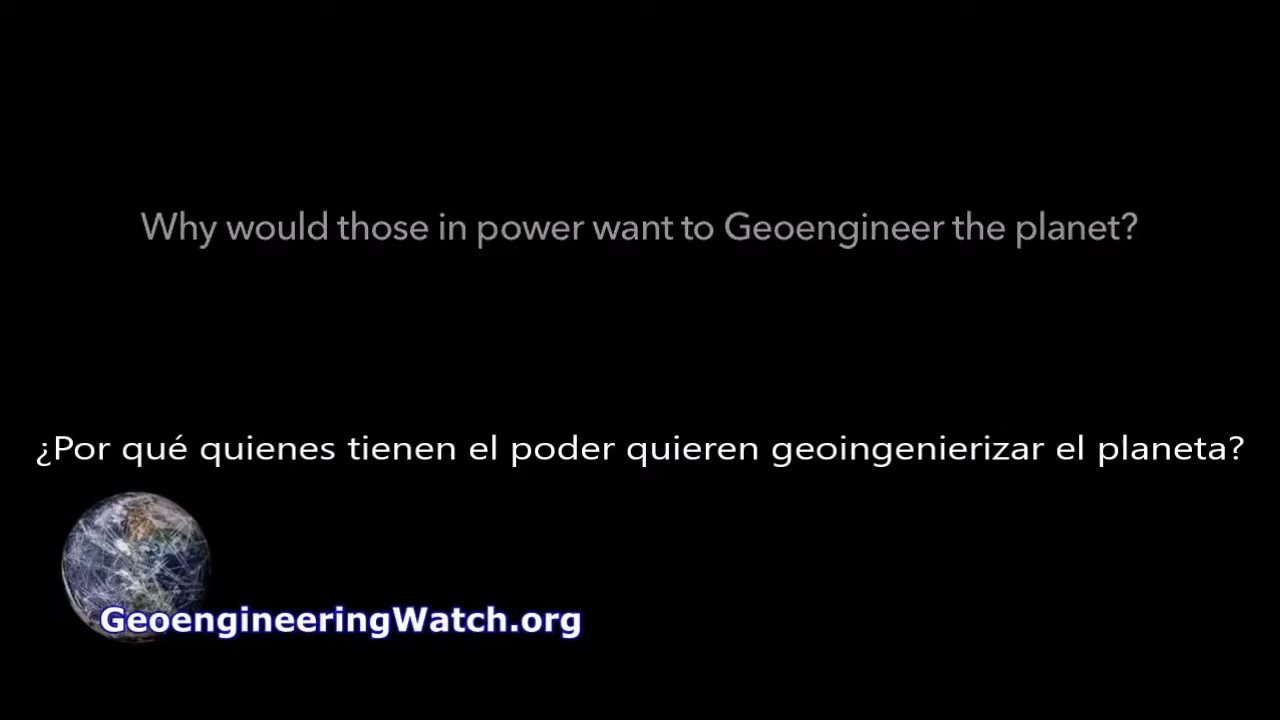 Why would those in power want to Geoengineer the planet?
¿Por qué quienes tienen el poder quieren geoingenierizar el planeta?
GeoengineeringWatch.org